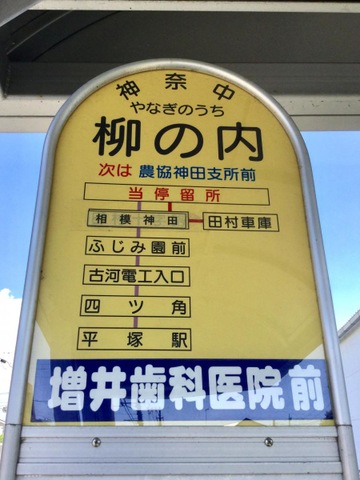 神奈中
やなぎのうち
柳の内
次は 農協神田支所前
当停留所
相模神田 田村車庫
ふじみ園前
古河電工入口
四ツ角
平塚駅
増井歯科医院前